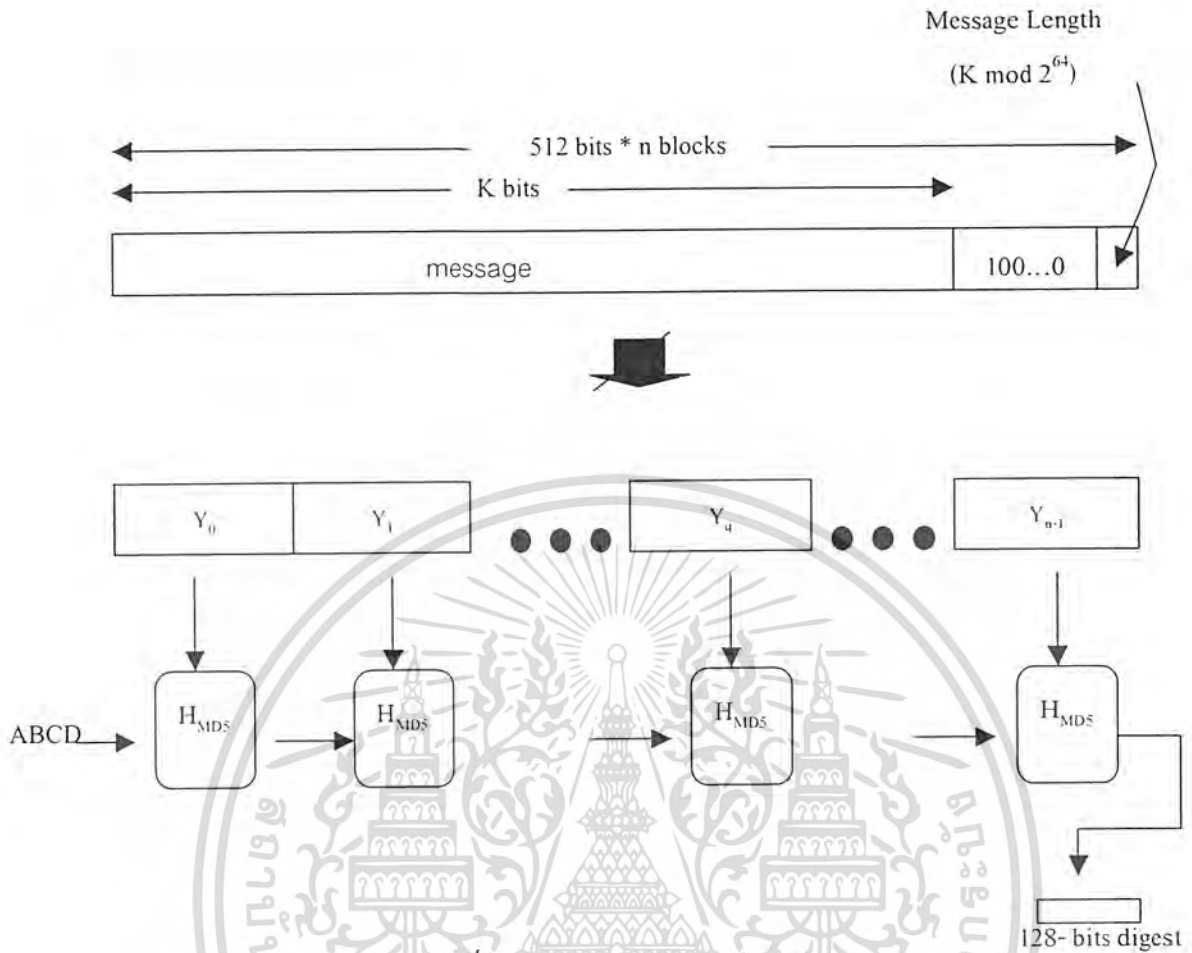 Message Length
(K mod 2^64)
512 bits * n blocks
K bits
message
100...0
Y0
Y1
Yq
Yn-1
HMD5
HMD5
HMD5
HMD5
ABCD
128- bits digest